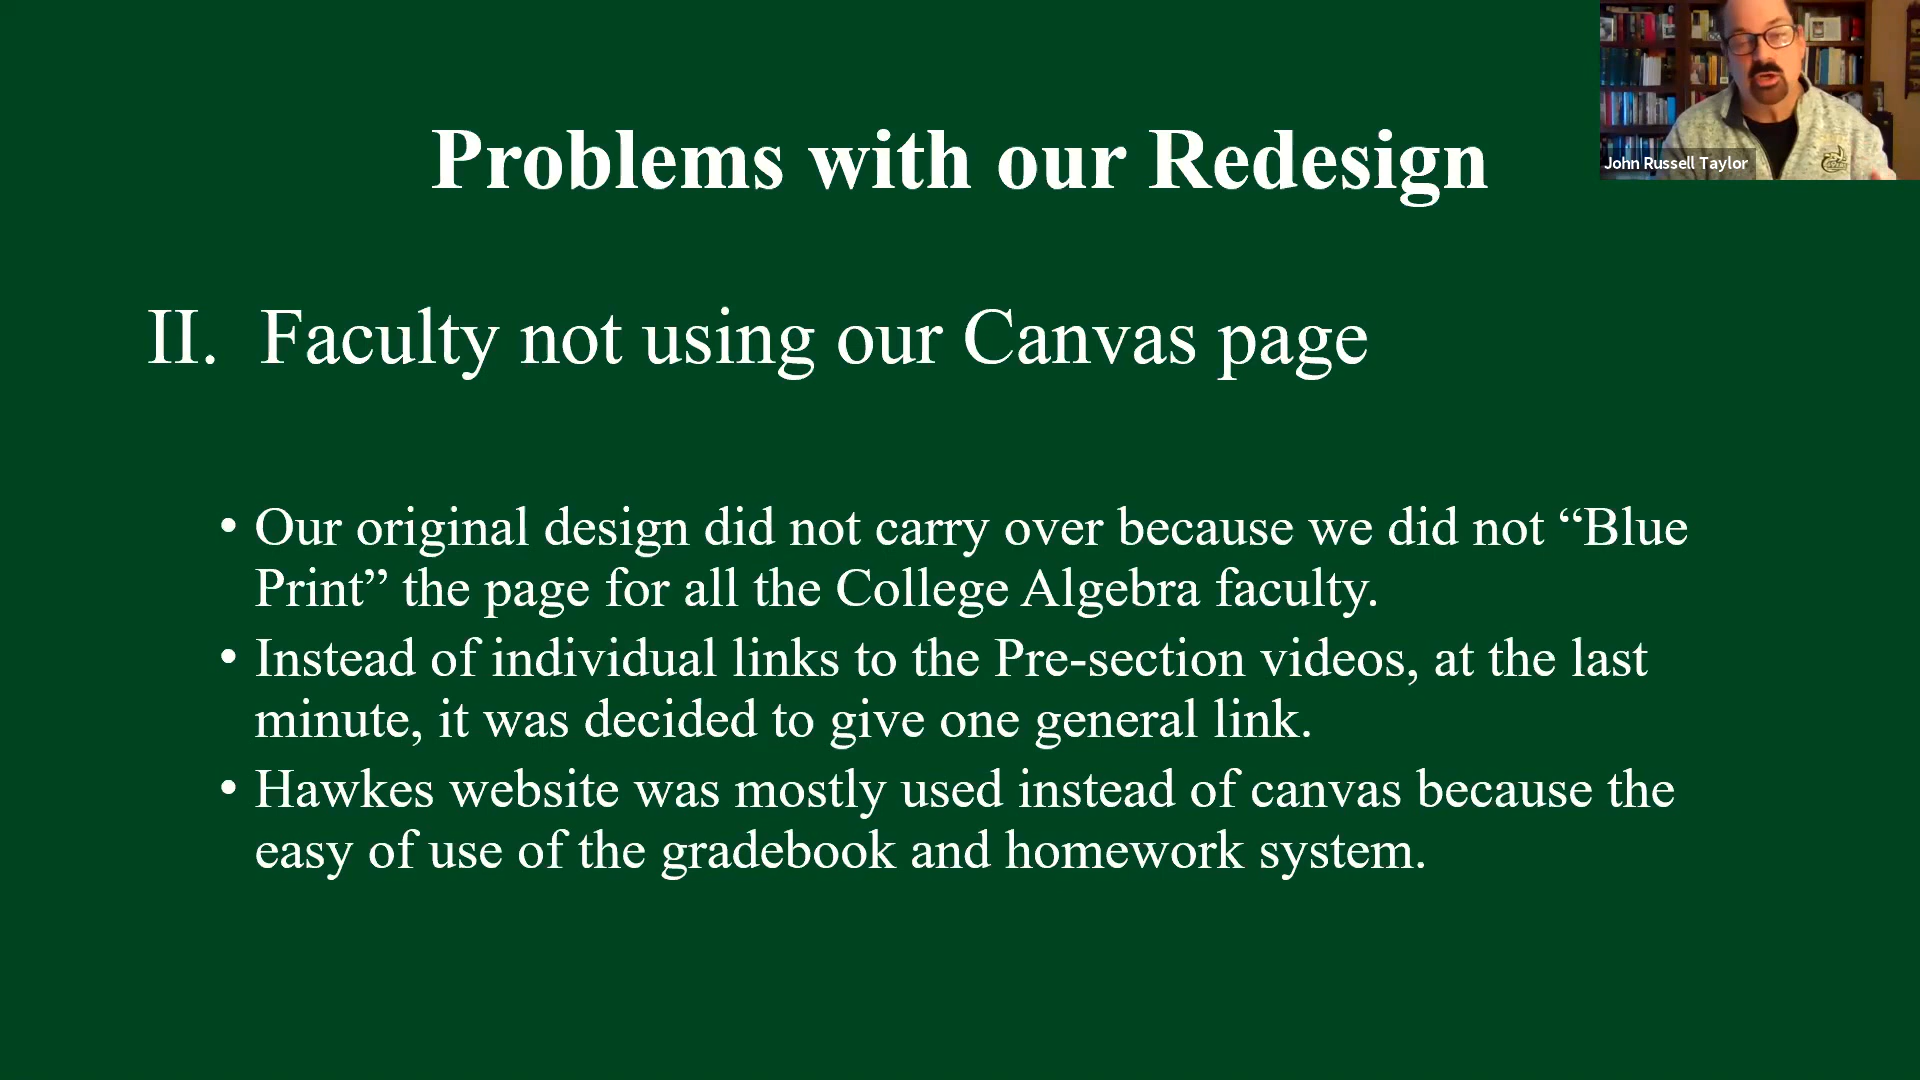 Problems with our Redesign
John Russell Taylor
II. Faculty not using our Canvas page
• Our original design did not carry over because we did not “Blue
Print” the page for all the College Algebra faculty.
• Instead of individual links to the Pre-section videos, at the last
minute, it was decided to give one general link.
• Hawkes website was mostly used instead of canvas because the
easy of use of the gradebook and homework system.